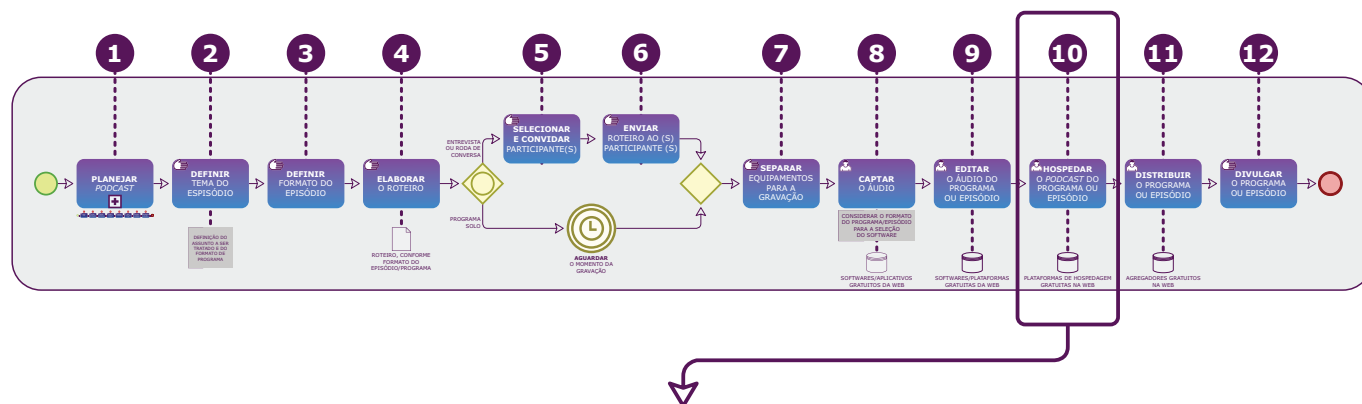 1
2
3
4
5
6
7
8
9
10
11
12
PLANEJAR
PODCAST
DEFINIR
TEMA DO
ESPISÓDIO
DEFINIÇÃO DO
ASSUNTO A SER
TRATADO E DO
FORMATO DE
PROGRAMA
DEFINIR
FORMATO DO
EPISÓDIO
ELABORAR
O ROTEIRO
ROTEIRO, CONFORME
FORMATO DO
EPISÓDIO/PROGRAMA
ENTREVISTA
OU RODA DE
CONVERSA
PROGRAMA
SOLO
SELECIONAR
E CONVIDAR
PARTICIPANTE(S)
ENVIAR
ROTEIRO AO (S)
PARTICIPANTE (S)
AGUARDAR
O MOMENTO DA
GRAVAÇÃO
SEPARAR
EQUIPAMENTOS
PARA A
GRAVAÇÃO
CAPTAR
O ÁUDIO
CONSIDERAR O FORMATO
DO PROGRAMA/EPISÓDIO
PARA A SELEÇÃO
DO SOFTWARE
SOFTWARES/APLICATIVOS
GRATUITOS DA WEB
EDITAR
O ÁUDIO DO
PROGRAMA
OU EPISÓDIO
SOFTWARES/PLATAFORMAS
GRATUITAS DA WEB
HOSPEDAR
O PODCAST DO
PROGRAMA OU
EPISÓDIO
PLATAFORMAS DE HOSPEDAGEM
GRATUITAS NA WEB
DISTRIBUIR
O PROGRAMA
OU EPISÓDIO
AGREGADORES GRATUITOS
NA WEB
DIVULGAR
O PROGRAMA
OU EPISÓDIO